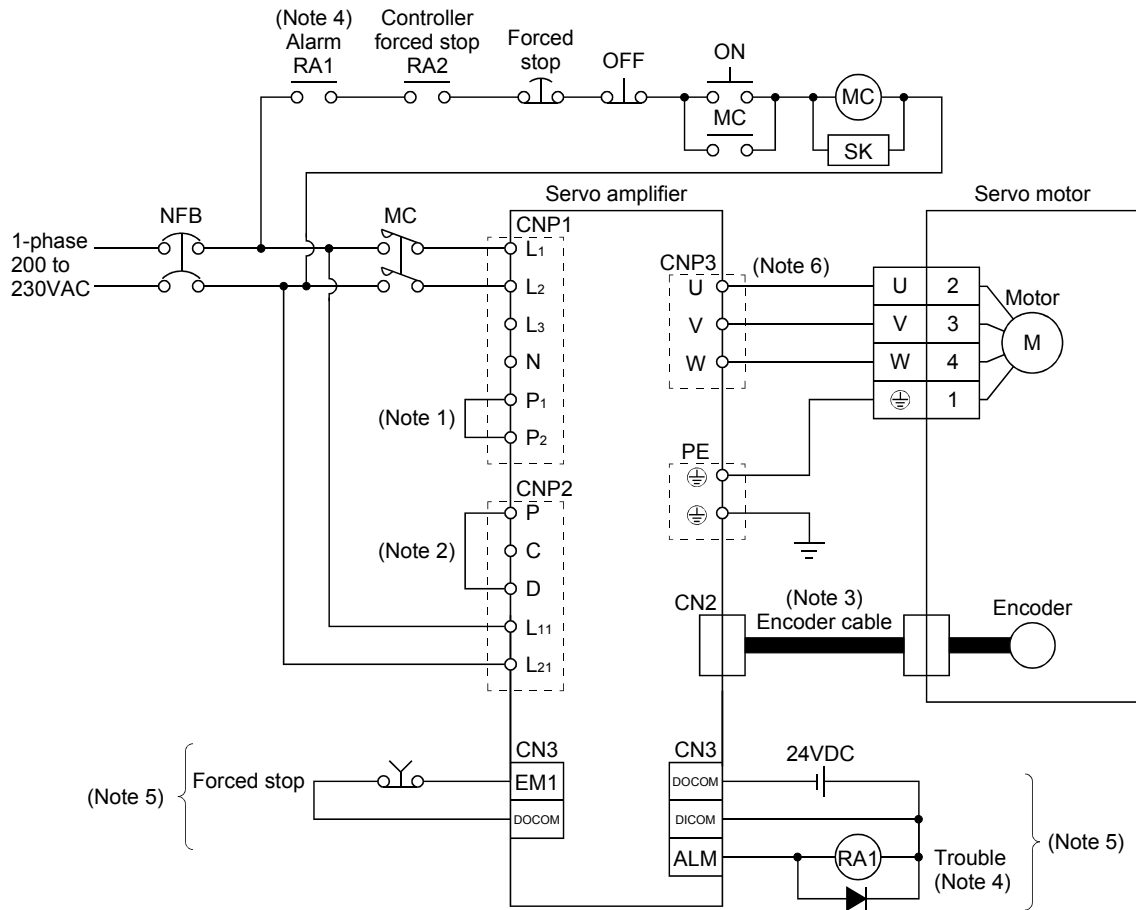 (Note 4)
Alarm
RA1
Controller
forced stop
RA2
Forced
stop
OFF
ON
MC
MC
SK
NFB
MC
1-phase
200 to
230VAC
Servo amplifier
Servo motor
CNP1
L1
L2
L3
N
P1
P2
(Note 1)
CNP2
P
C
D
L11
L21
(Note 2)
CNP3
U
V
W
(Note 6)
U 2
V 3
W 4
1
Motor
M
PE
CN2
(Note 3)
Encoder cable
Encoder
(Note 5)
Forced stop
CN3
EM1
DOCOM
CN3
DOCOM
DICOM
ALM
24VDC
RA1
Trouble
(Note 4)
(Note 5)